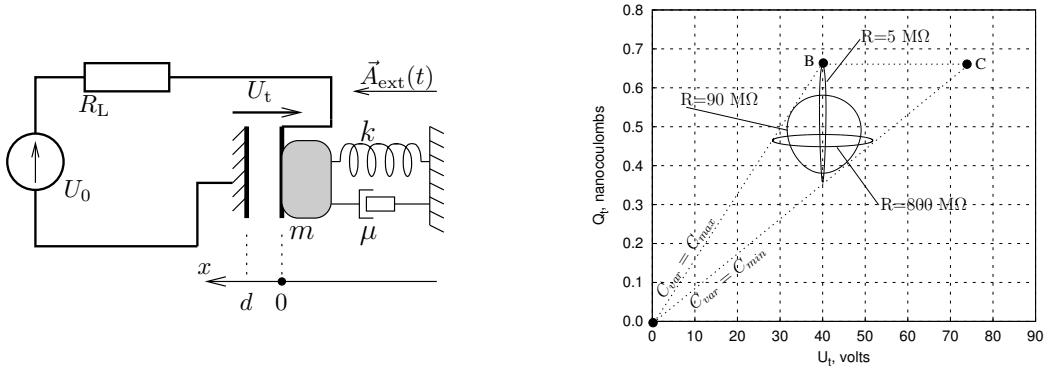 R_L
U_t
A⃗_ext(t)
k
U_0
m
μ
x
d
0
Q_t, nanocoulombs
0.8
0.7
0.6
0.5
0.4
0.3
0.2
0.1
0.0
B
C
R=5 MΩ
R=90 MΩ
R=800 MΩ
C_var = C_max
C_var = C_min
0 10 20 30 40 50 60 70 80 90
U_t, volts